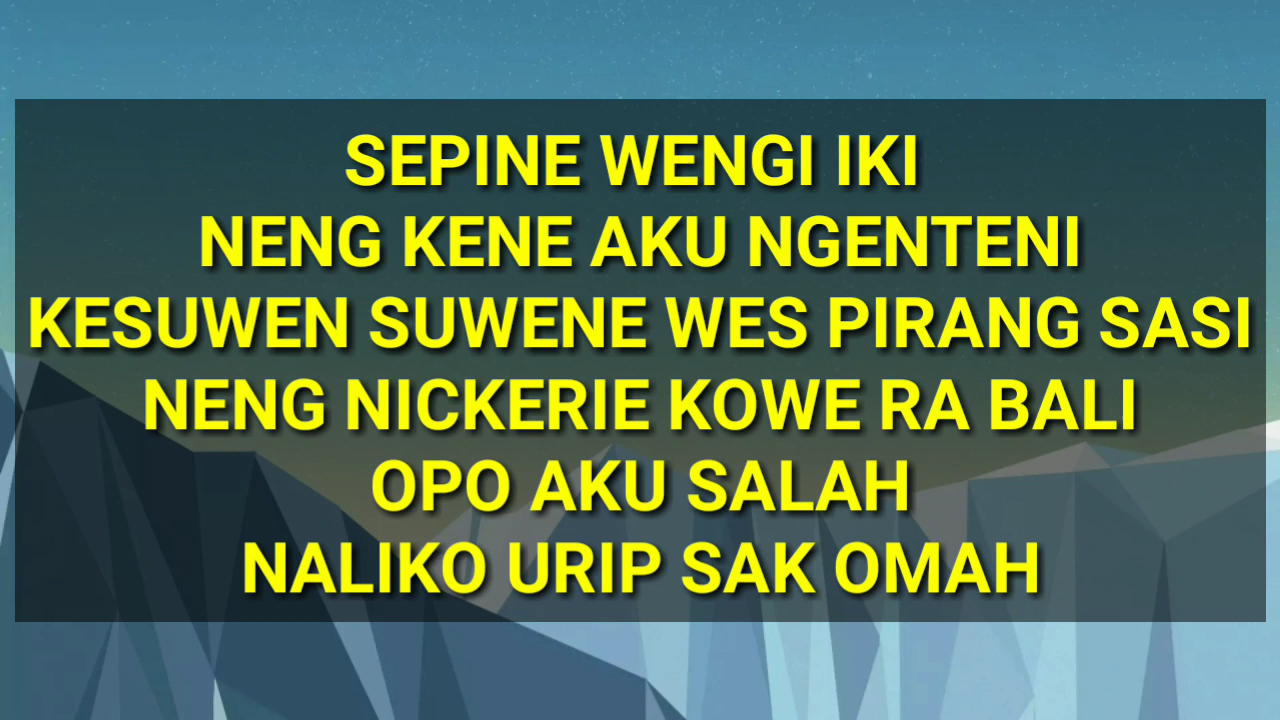 SEPINE WENGI IKI
NENG KENE AKU NGENTENI
KESUWEN SUWENE WES PIRANG SASI
NENG NICKERIE KOWE RA BALI
OPO AKU SALAH
NALIKO URIP SAK OMAH